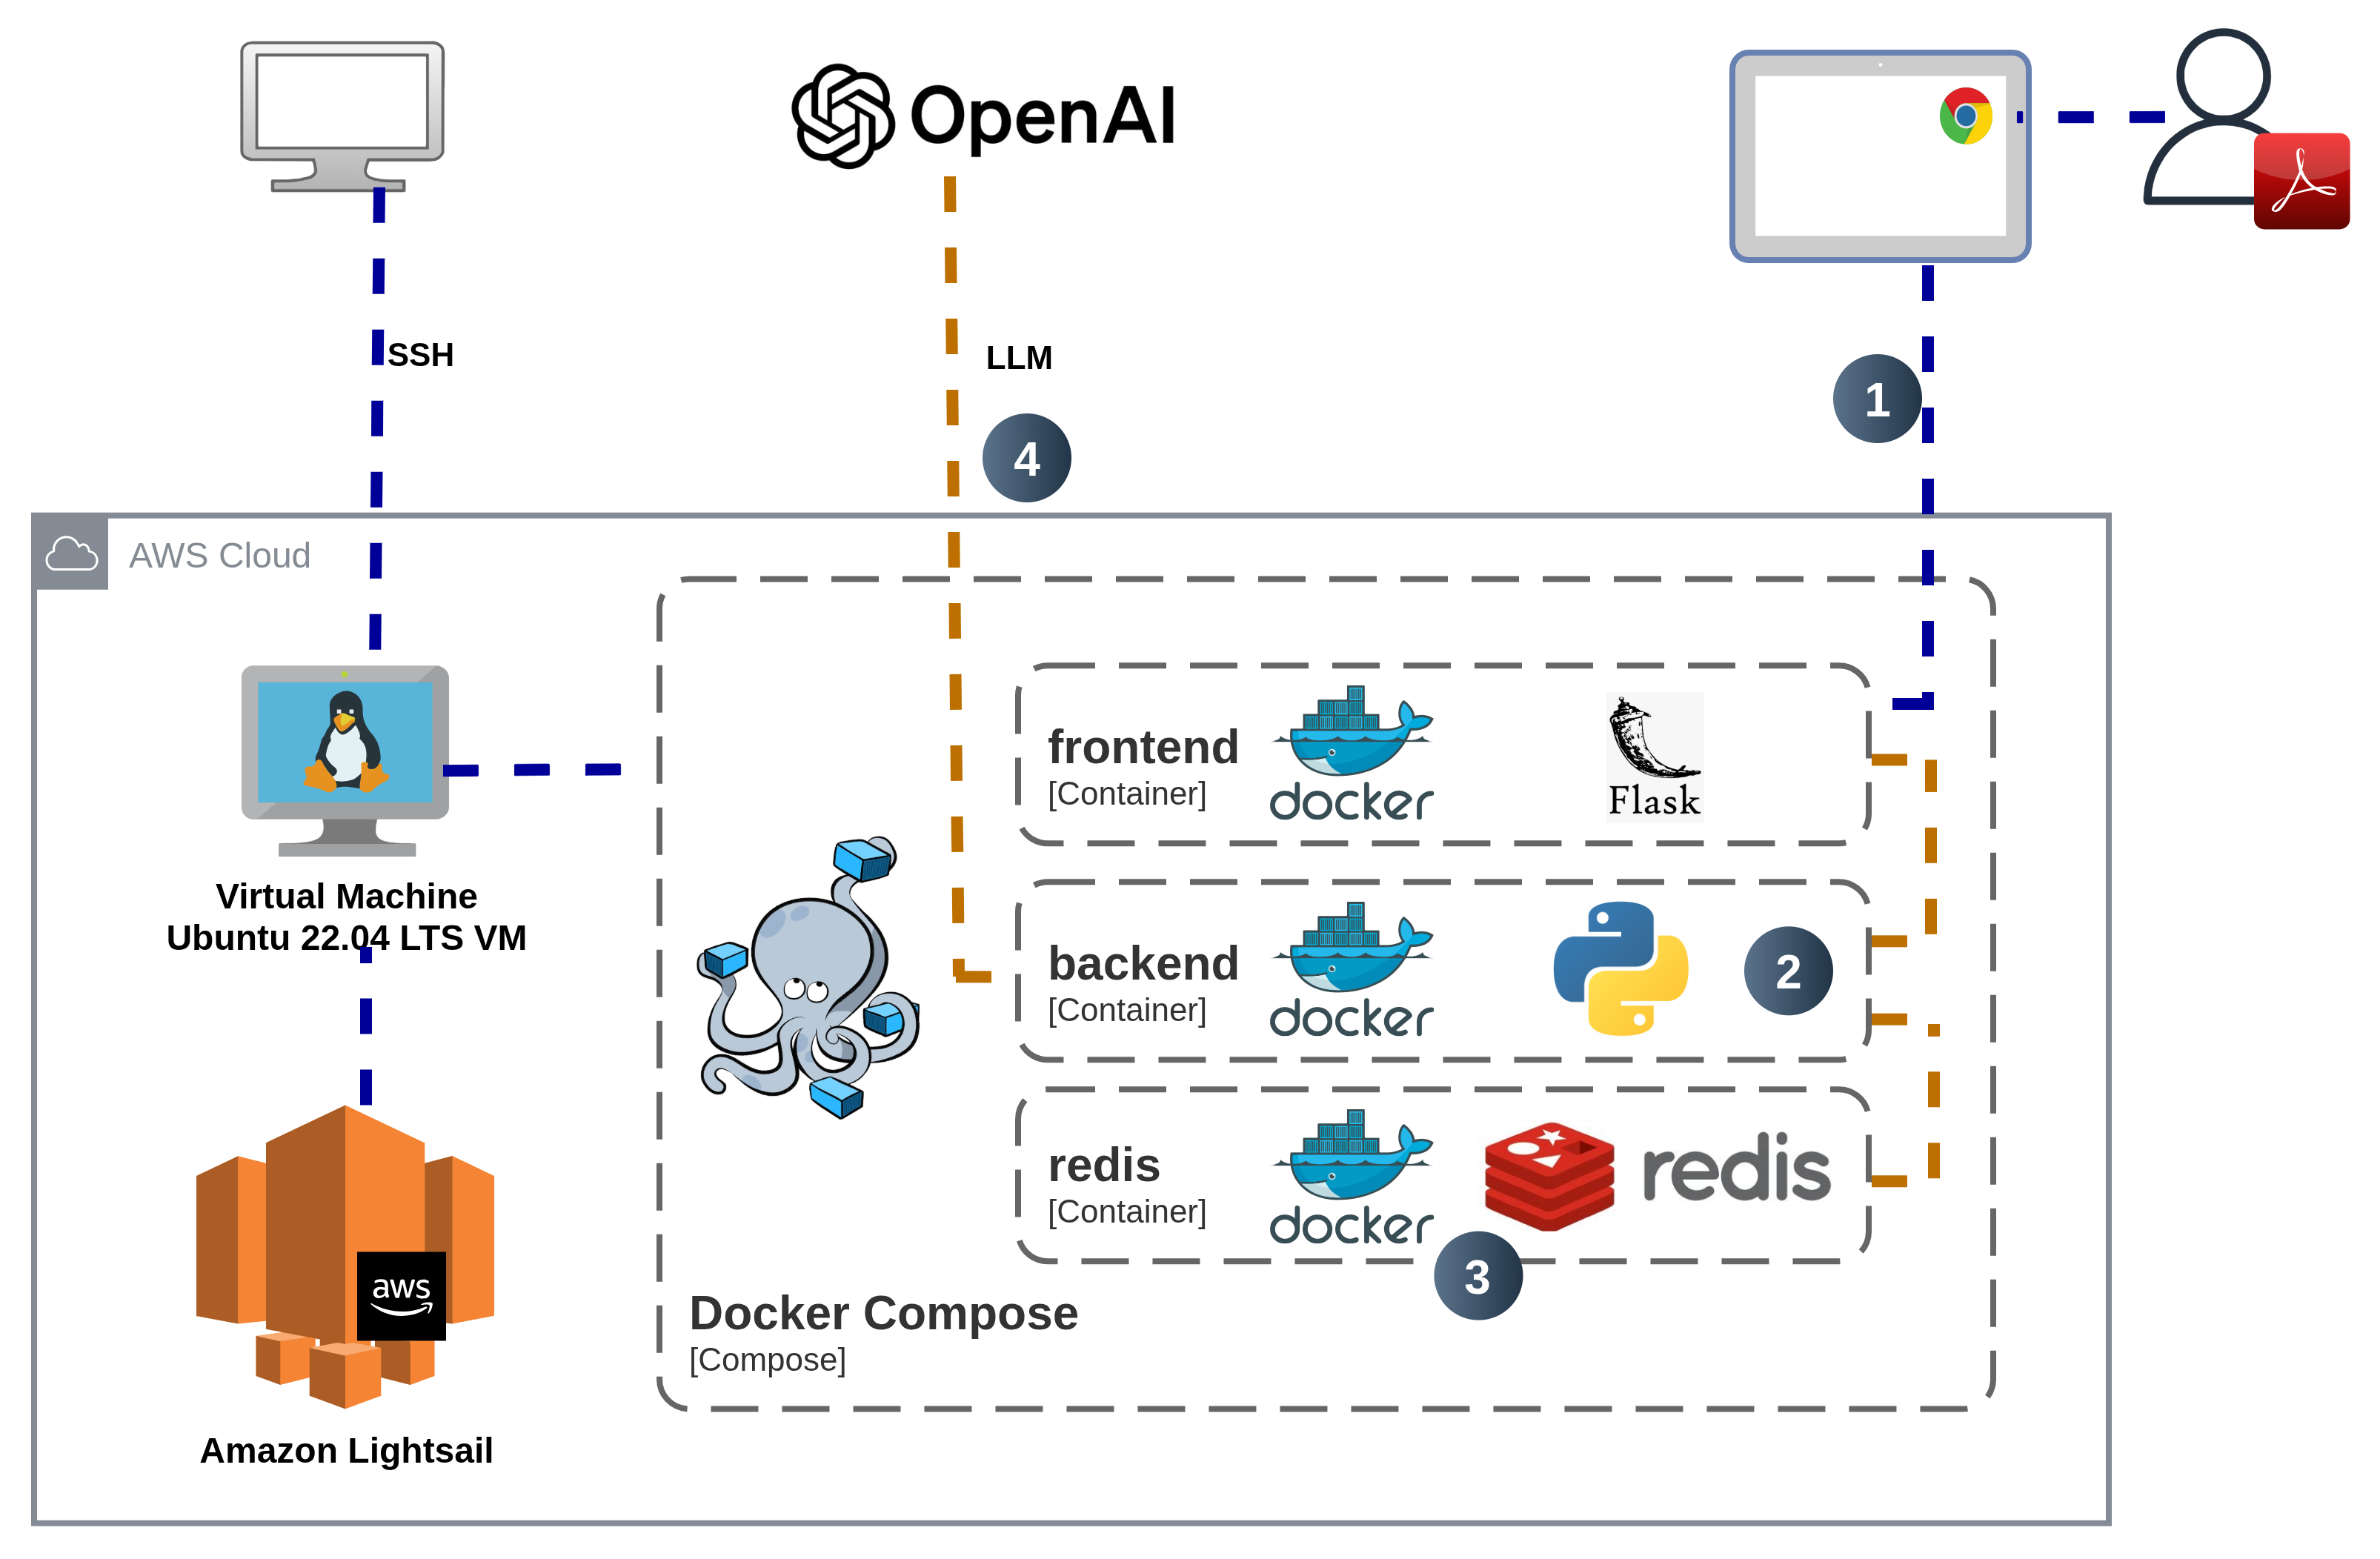 OpenAI
SSH
LLM
1
4
AWS Cloud
frontend
[Container]
docker
Flask
Virtual Machine
Ubuntu 22.04 LTS VM
backend
[Container]
docker
2
redis
[Container]
docker
redis
3
aws
Docker Compose
[Compose]
Amazon Lightsail